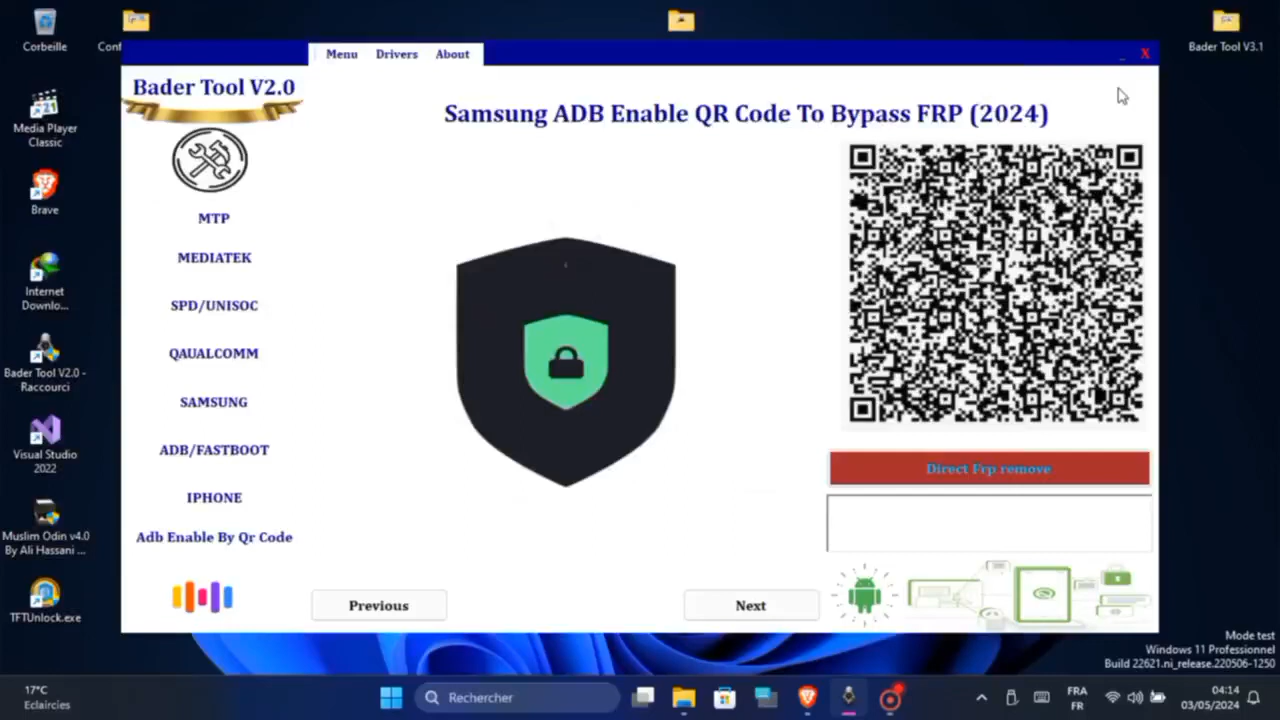 Corbeille
Conf
Bader Tool V3.1
Menu Drivers About
_ X
Bader Tool V2.0
Samsung ADB Enable QR Code To Bypass FRP (2024)
MTP
MEDIATEK
SPD/UNISOC
QAUALCOMM
SAMSUNG
ADB/FASTBOOT
IPHONE
Adb Enable By Qr Code
Direct Frp remove
Previous
Next
Media Player
Classic
Brave
Internet
Downlo...
Bader Tool V2.0 -
Raccourci
Visual Studio
2022
Muslim Odin v4.0
By Ali Hassani ...
TFTUnlock.exe
Mode test
Windows 11 Professionnel
Build 22621.ni_release.220506-1250
17°C
Eclaircies
Rechercher
FRA
FR
04:14
03/05/2024